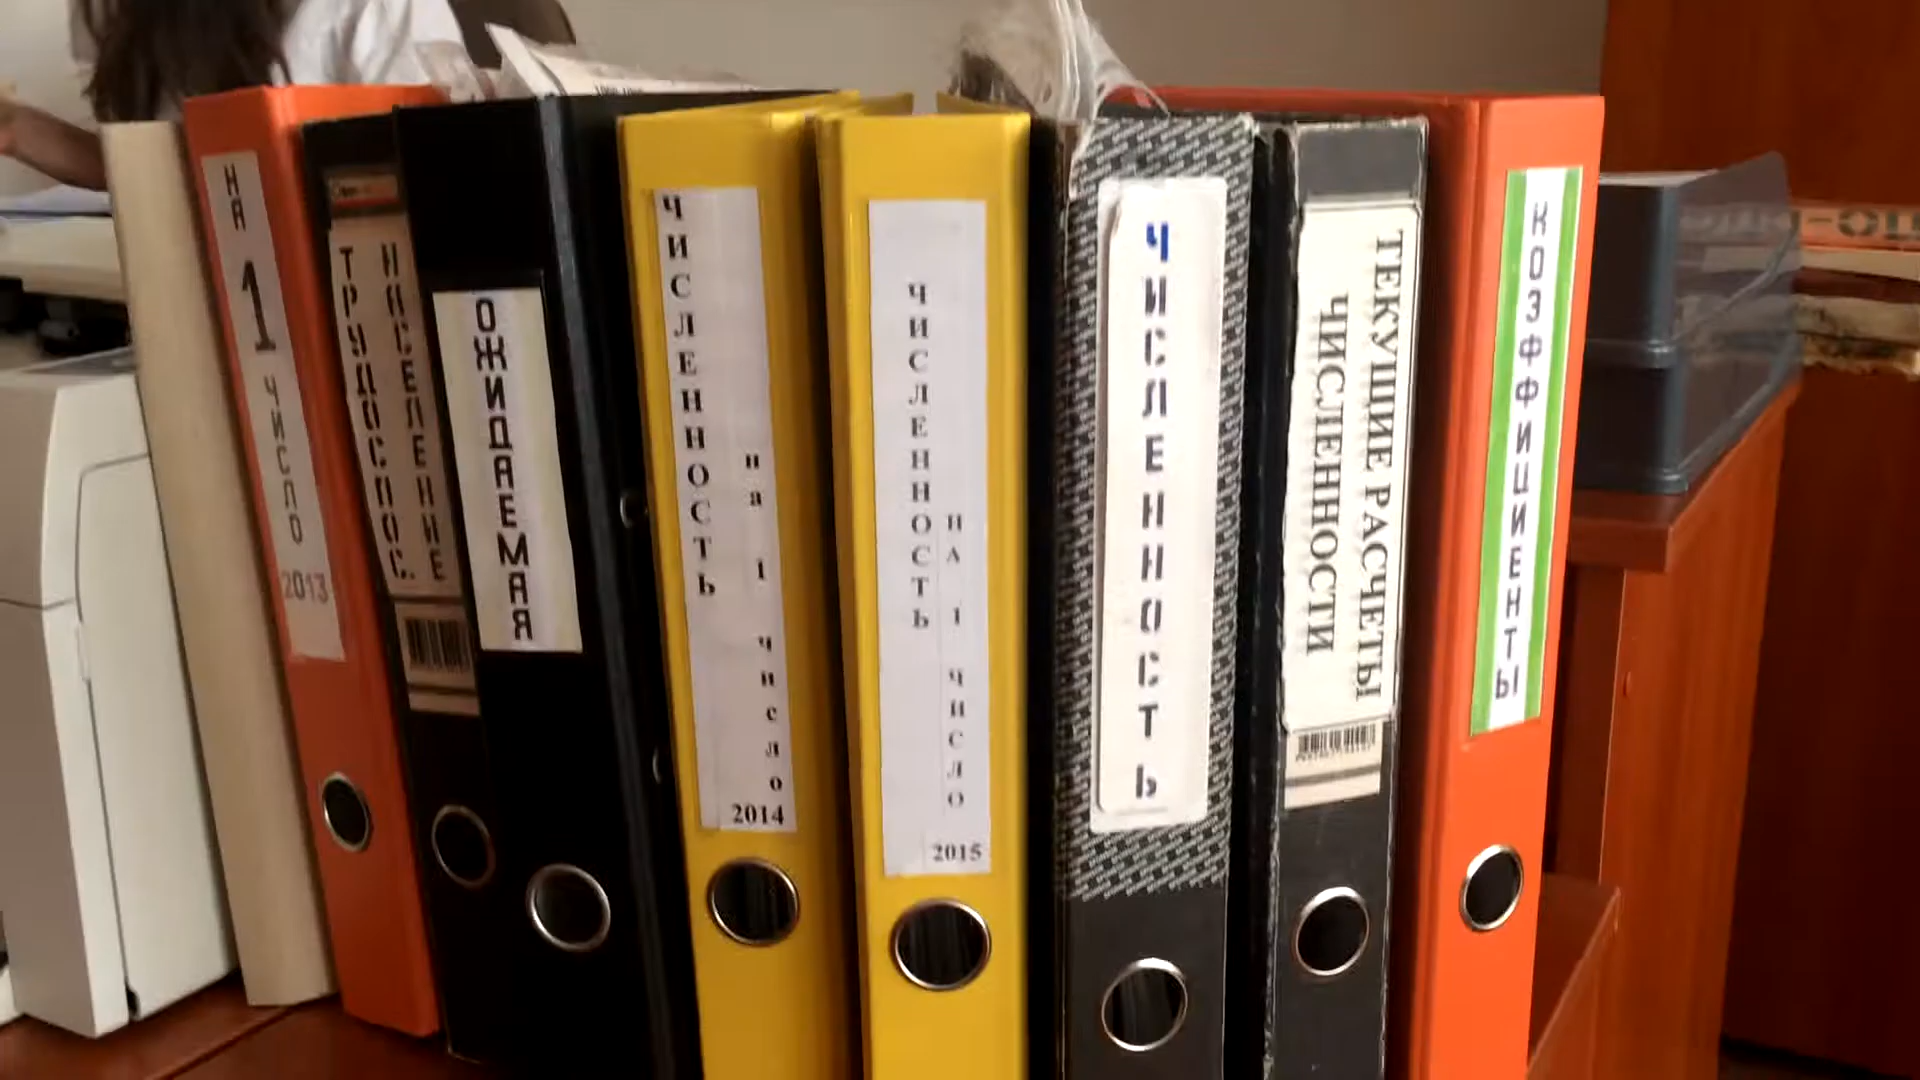 НА 1 ЧИСЛО 2013
НАСЕЛЕНИЕ
ТРУДОСПОС.
ОЖИДАЕМАЯ
ЧИСЛЕННОСТЬ
на 1 число
2014
ЧИСЛЕННОСТЬ
НА 1 ЧИСЛО
2015
ЧИСЛЕННОСТЬ
ТЕКУЩИЕ РАСЧЕТЫ
ЧИСЛЕННОСТИ
КОЭФФИЦИЕНТЫ